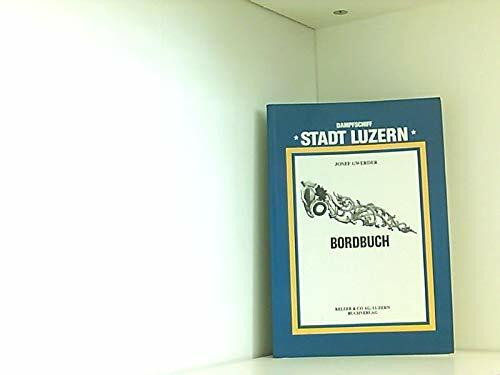 DAMPFSCHIFF
* STADT LUZERN *
JOSEF GWERDER
BORDBUCH
KELLER & CO AG, LUZERN
BUCHVERLAG